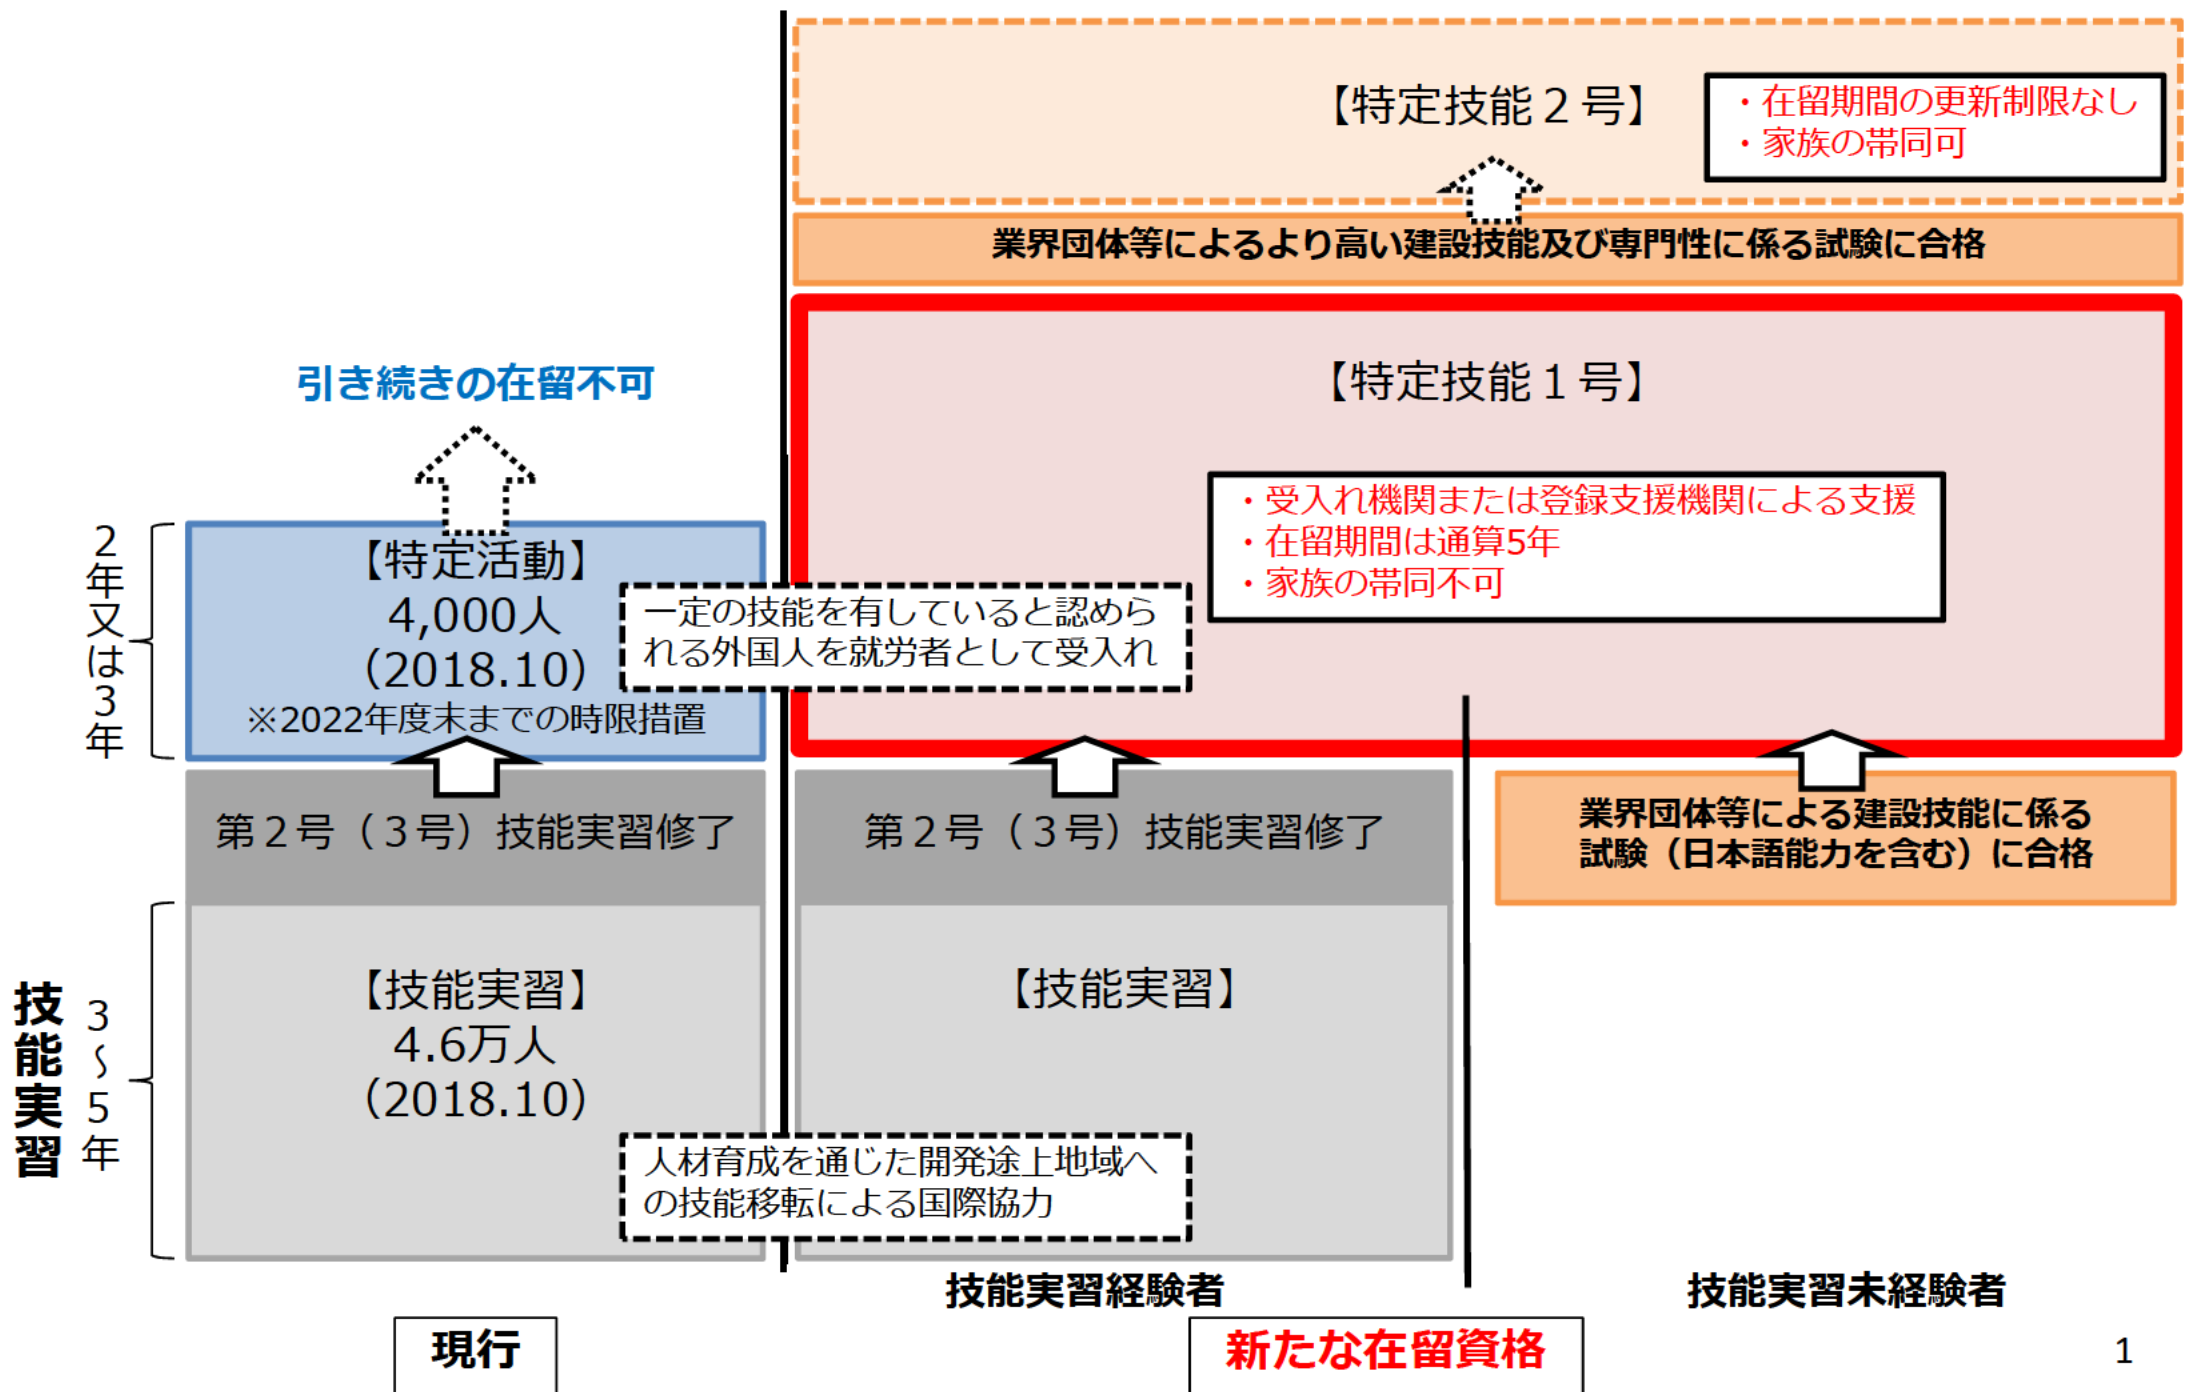 【特定技能２号】
・在留期間の更新制限なし
・家族の帯同可
業界団体等によるより高い建設技能及び専門性に係る試験に合格
【特定技能１号】
・受入れ機関または登録支援機関による支援
・在留期間は通算5年
・家族の帯同不可
引き続きの在留不可
２年又は３年
【特定活動】
4,000人
（2018.10）
※2022年度末までの時限措置
一定の技能を有していると認めら
れる外国人を就労者として受入れ
第２号（３号）技能実習修了
第２号（３号）技能実習修了
業界団体等による建設技能に係る
試験（日本語能力を含む）に合格
技能実習
３～５年
【技能実習】
4.6万人
（2018.10）
【技能実習】
人材育成を通じた開発途上地域へ
の技能移転による国際協力
技能実習経験者
技能実習未経験者
現行
新たな在留資格
1